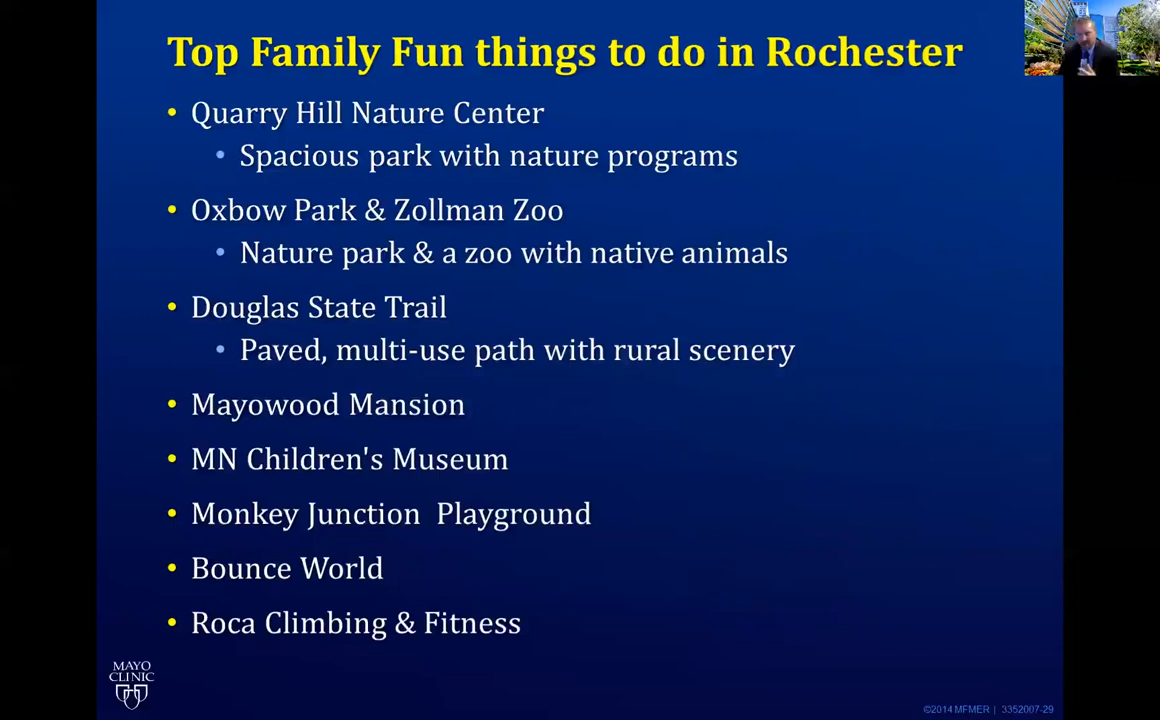 Top Family Fun things to do in Rochester
• Quarry Hill Nature Center
• Spacious park with nature programs
• Oxbow Park & Zollman Zoo
• Nature park & a zoo with native animals
• Douglas State Trail
• Paved, multi-use path with rural scenery
• Mayowood Mansion
• MN Children's Museum
• Monkey Junction  Playground
• Bounce World
• Roca Climbing & Fitness
MAYO
CLINIC
©2014 MFMER | 3352007-29